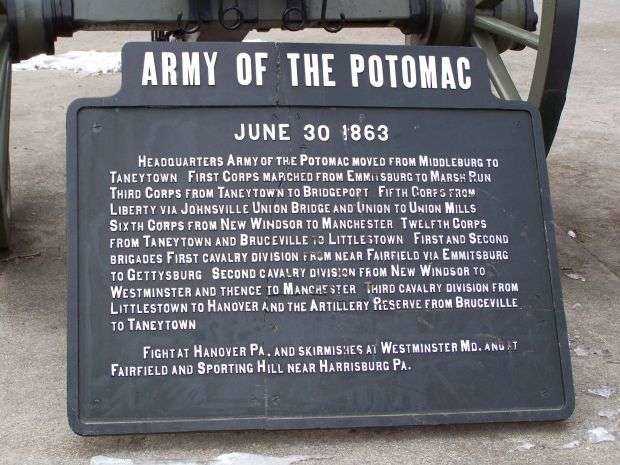 ARMY OF THE POTOMAC
JUNE 30 1863
HEADQUARTERS ARMY OF THE POTOMAC MOVED FROM MIDDLEBURG TO
TANEYTOWN FIRST CORPS MARCHED FROM EMMITSBURG TO MARSH RUN
THIRD CORPS FROM TANEYTOWN TO BRIDGEPORT FIFTH CORPS FROM
LIBERTY VIA JOHNSVILLE UNION BRIDGE AND UNION TO UNION MILLS
SIXTH CORPS FROM NEW WINDSOR TO MANCHESTER TWELFTH CORPS
FROM TANEYTOWN AND BRUCEVILLE TO LITTLESTOWN FIRST AND SECOND
BRIGADES FIRST CAVALRY DIVISION FROM NEAR FAIRFIELD VIA EMMITSBURG
TO GETTYSBURG SECOND CAVALRY DIVISION FROM NEW WINDSOR TO
WESTMINSTER AND THENCE TO MANCHESTER THIRD CAVALRY DIVISION FROM
LITTLESTOWN TO HANOVER AND THE ARTILLERY RESERVE FROM BRUCEVILLE
TO TANEYTOWN
FIGHT AT HANOVER PA. AND SKIRMISHES AT WESTMINSTER MD. AND AT
FAIRFIELD AND SPORTING HILL NEAR HARRISBURG PA.